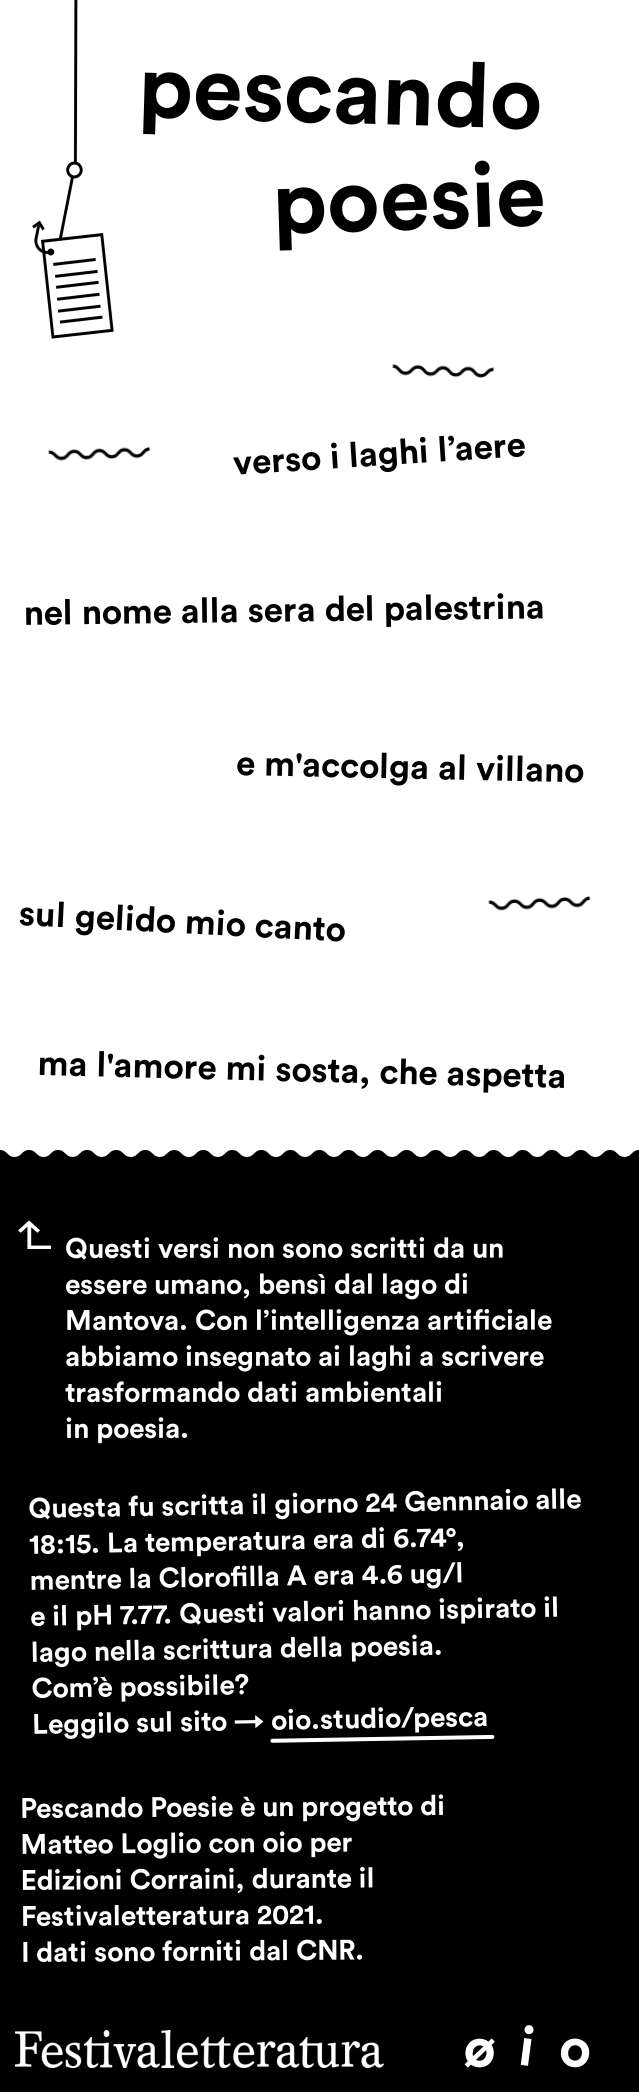 pescando
poesie
verso i laghi l’aere
nel nome alla sera del palestrina
e m'accolga al villano
sul gelido mio canto
ma l'amore mi sosta, che aspetta
Questi versi non sono scritti da un
essere umano, bensì dal lago di
Mantova. Con l’intelligenza artificiale
abbiamo insegnato ai laghi a scrivere
trasformando dati ambientali
in poesia.
Questa fu scritta il giorno 24 Gennnaio alle
18:15. La temperatura era di 6.74°,
mentre la Clorofilla A era 4.6 ug/l
e il pH 7.77. Questi valori hanno ispirato il
lago nella scrittura della poesia.
Com’è possibile?
Leggilo sul sito → oio.studio/pesca
Pescando Poesie è un progetto di
Matteo Loglio con oio per
Edizioni Corraini, durante il
Festivaletteratura 2021.
I dati sono forniti dal CNR.
Festivaletteratura ø i o